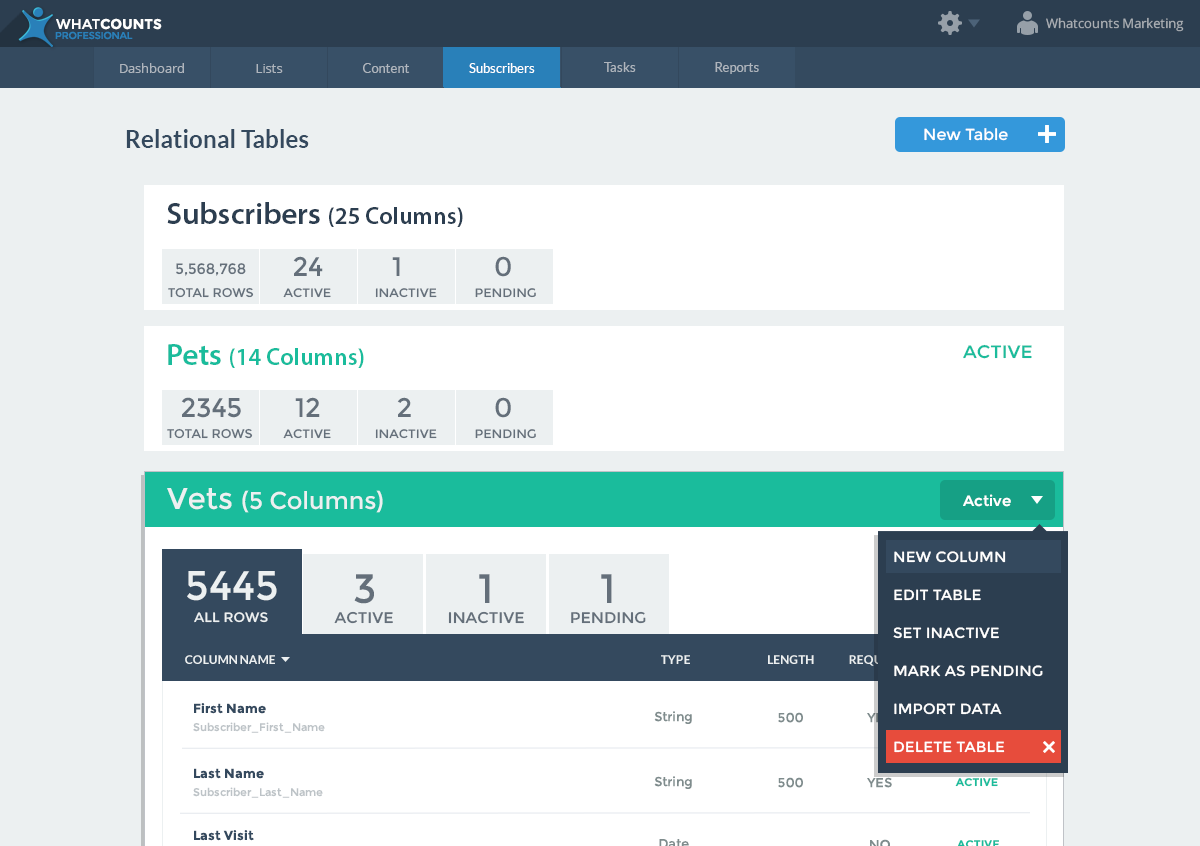 WHATCOUNTS
PROFESSIONAL
Whatcounts Marketing
Dashboard
Lists
Content
Subscribers
Tasks
Reports
Relational Tables
New Table
Subscribers (25 Columns)
5,568,768 24 1 0
TOTAL ROWS ACTIVE INACTIVE PENDING
Pets (14 Columns)
ACTIVE
2345 12 2 0
TOTAL ROWS ACTIVE INACTIVE PENDING
Vets (5 Columns)
Active
NEW COLUMN
EDIT TABLE
SET INACTIVE
MARK AS PENDING
IMPORT DATA
DELETE TABLE
5445 3 1 1
ALL ROWS ACTIVE INACTIVE PENDING
COLUMN NAME TYPE LENGTH
First Name
Subscriber_First_Name
String 500
Last Name
Subscriber_Last_Name
String 500 YES ACTIVE
Last Visit
Date NO ACTIVE